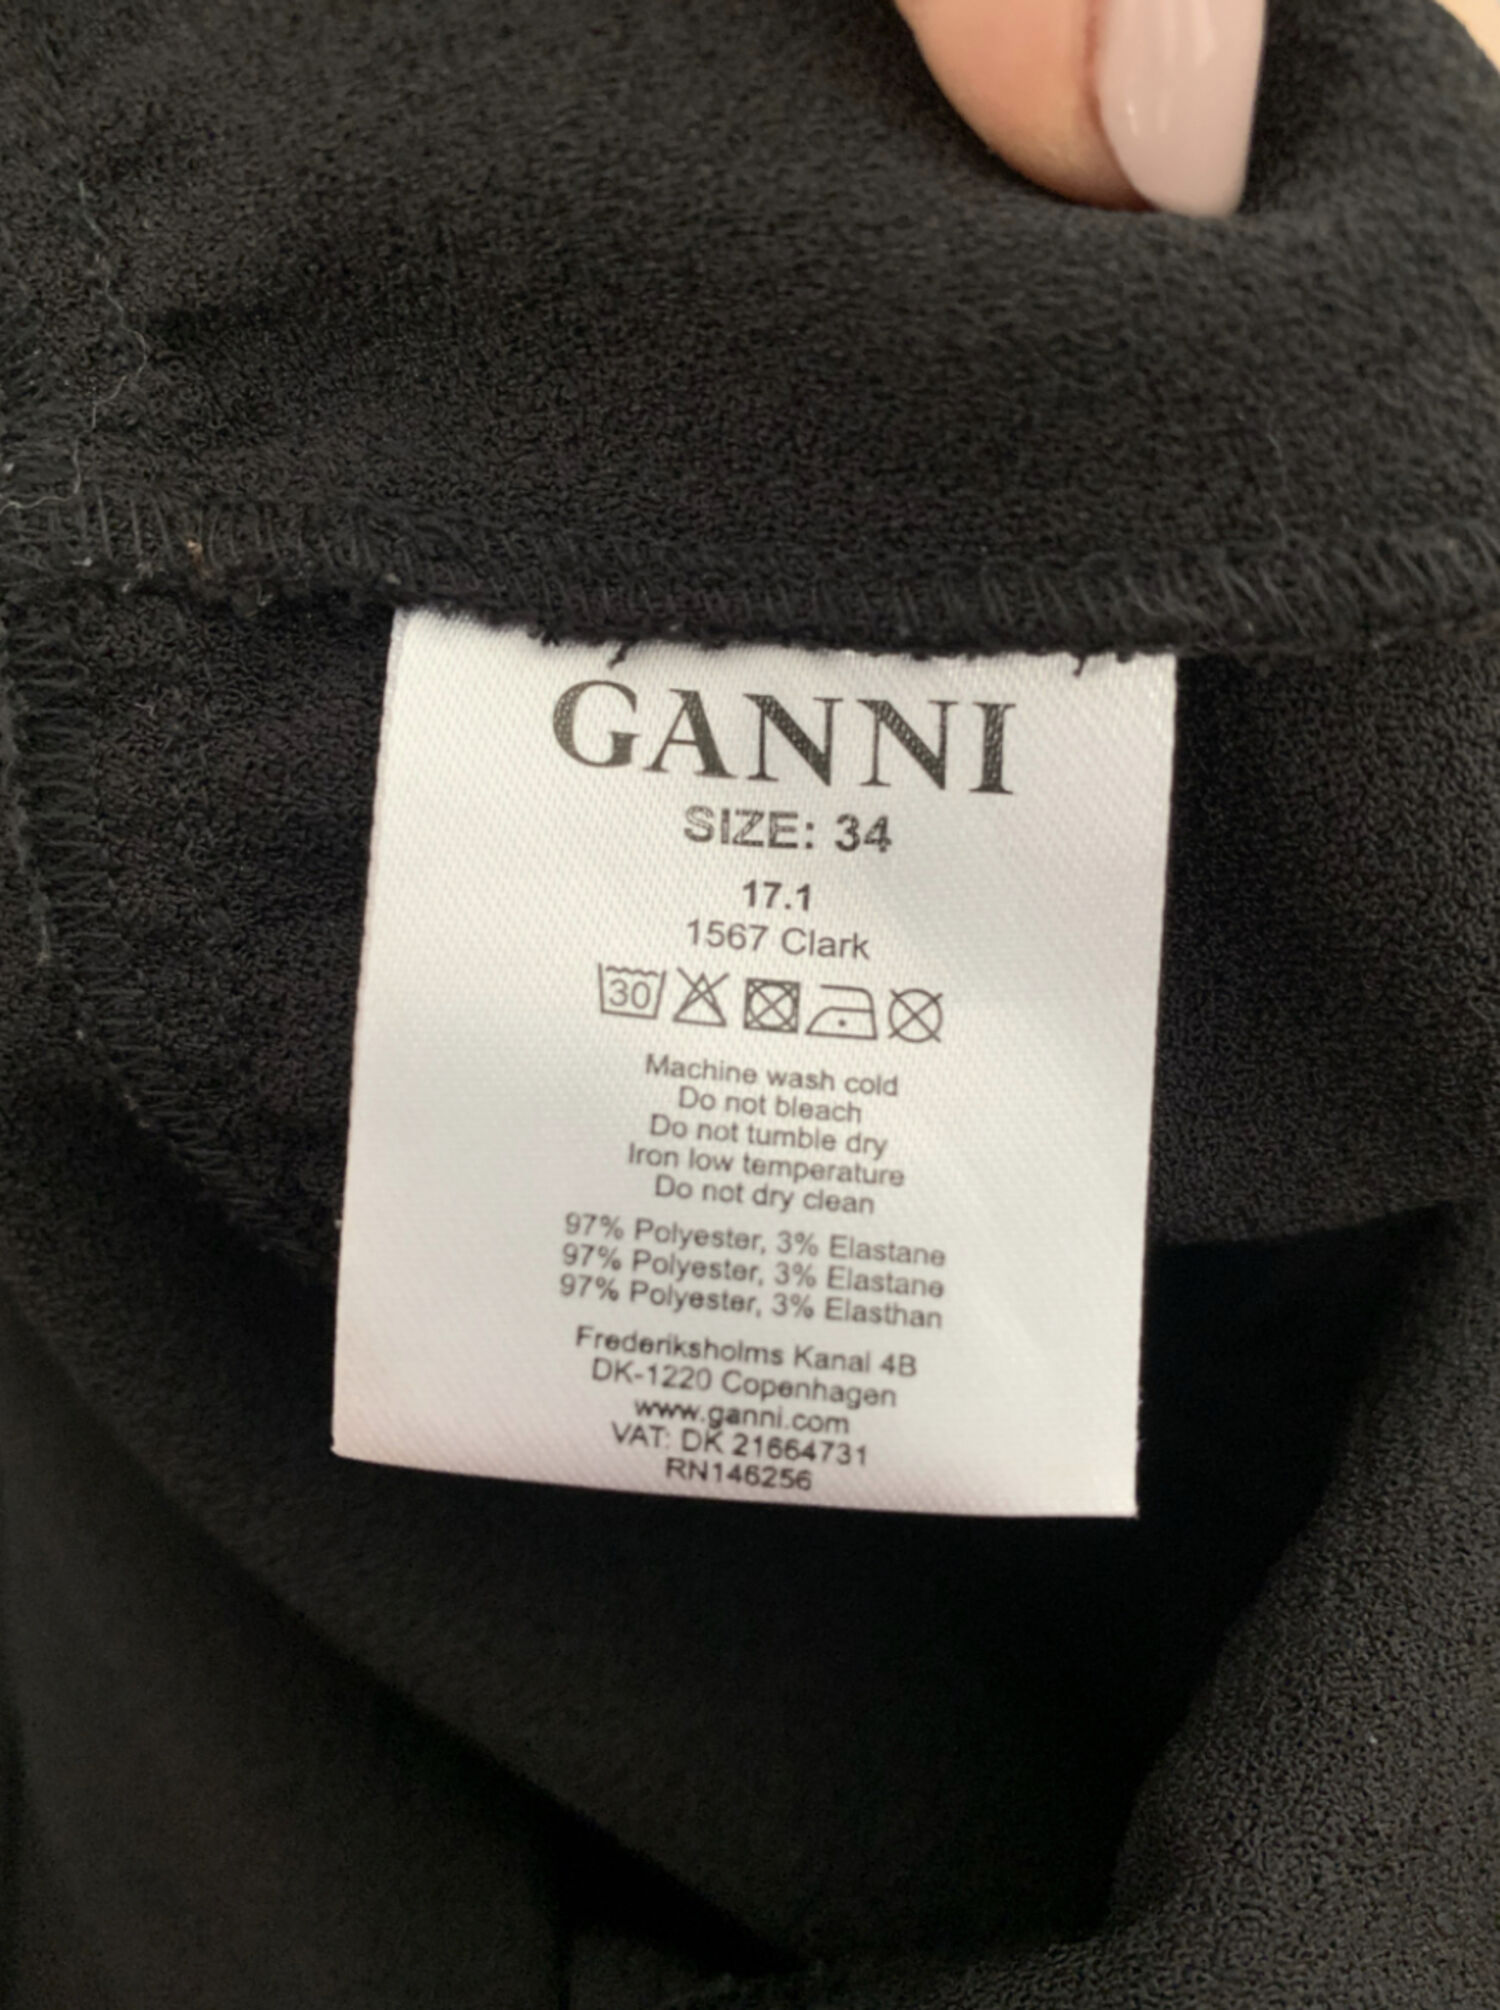 GANNI
SIZE: 34
17.1
1567 Clark
30
Machine wash cold
Do not bleach
Do not tumble dry
Iron low temperature
Do not dry clean
97% Polyester, 3% Elastane
97% Polyester, 3% Elastane
97% Polyester, 3% Elasthan
Frederiksholms Kanal 4B
DK-1220 Copenhagen
www.ganni.com
VAT: DK 21664731
RN146256